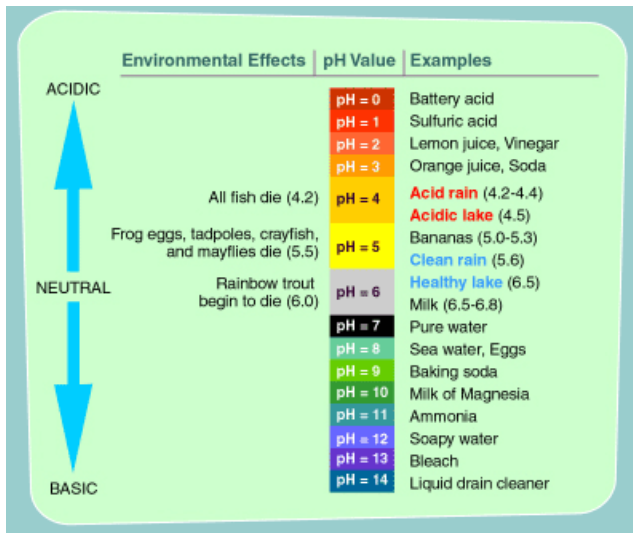 Environmental Effects pH Value Examples
ACIDIC
pH = 0 Battery acid
pH = 1 Sulfuric acid
pH = 2 Lemon juice, Vinegar
pH = 3 Orange juice, Soda
All fish die (4.2) pH = 4 Acid rain (4.2-4.4)
Acidic lake (4.5)
Frog eggs, tadpoles, crayfish,
and mayflies die (5.5) pH = 5 Bananas (5.0-5.3)
Clean rain (5.6)
NEUTRAL
Rainbow trout
begin to die (6.0) pH = 6 Healthy lake (6.5)
Milk (6.5-6.8)
pH = 7 Pure water
pH = 8 Sea water, Eggs
pH = 9 Baking soda
pH = 10 Milk of Magnesia
pH = 11 Ammonia
pH = 12 Soapy water
pH = 13 Bleach
pH = 14 Liquid drain cleaner
BASIC